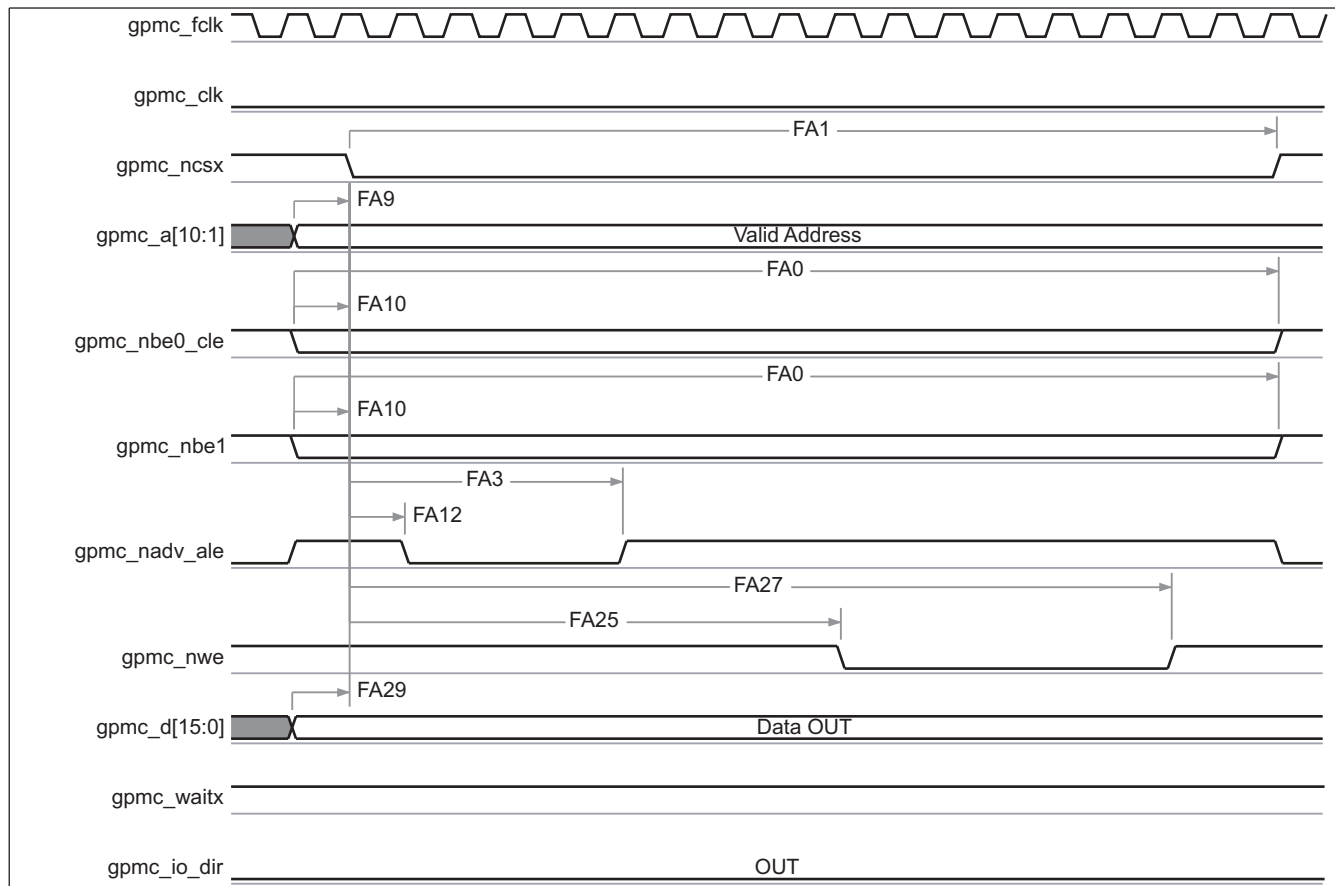 gpmc_fclk
gpmc_clk
FA1
gpmc_ncsx
FA9
gpmc_a[10:1]
Valid Address
FA0
FA10
gpmc_nbe0_cle
FA0
FA10
gpmc_nbe1
FA3
FA12
gpmc_nadv_ale
FA27
FA25
gpmc_nwe
FA29
gpmc_d[15:0]
Data OUT
gpmc_waitx
gpmc_io_dir
OUT